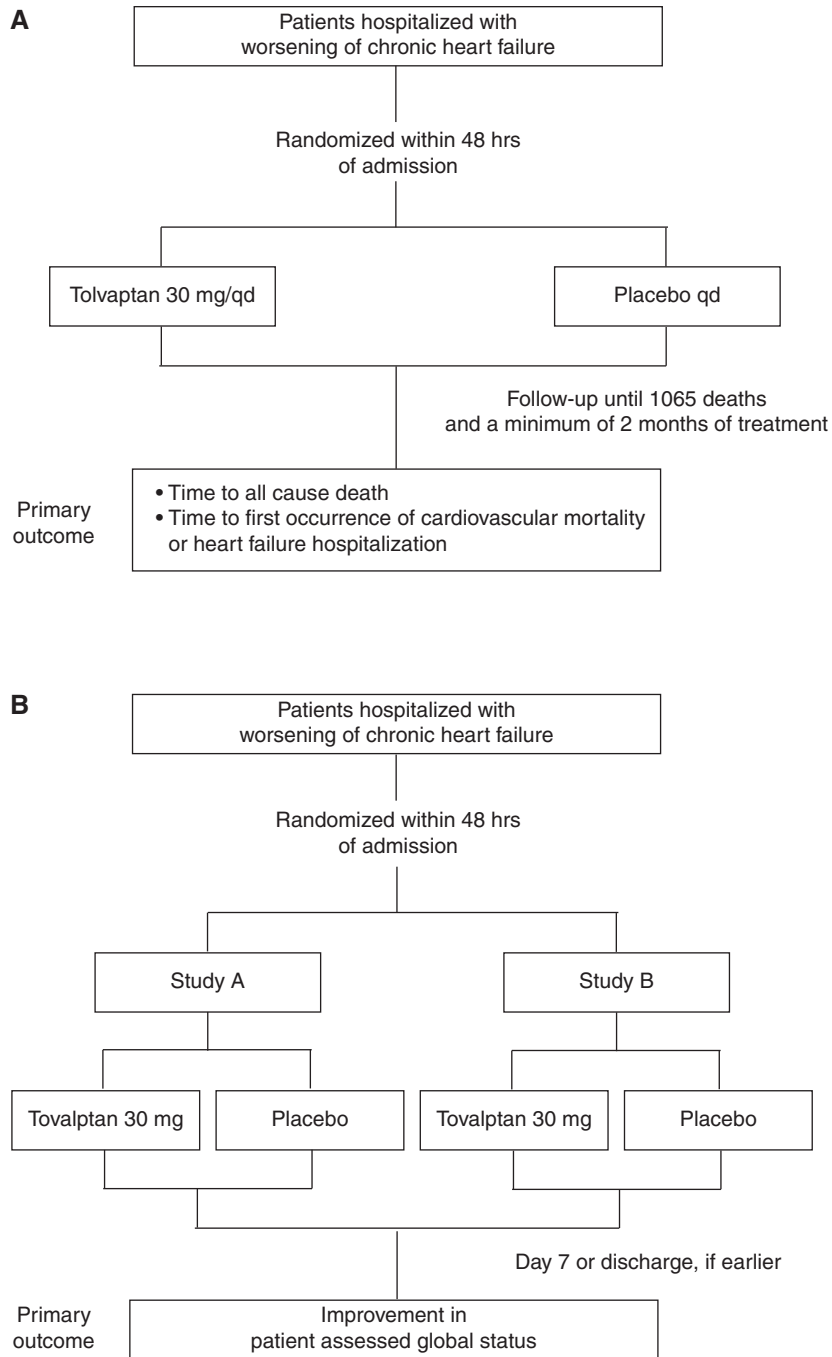 A
Patients hospitalized with
worsening of chronic heart failure
Randomized within 48 hrs
of admission
Tolvaptan 30 mg/qd
Placebo qd
Follow-up until 1065 deaths
and a minimum of 2 months of treatment
Primary
outcome
• Time to all cause death
• Time to first occurrence of cardiovascular mortality
or heart failure hospitalization
B
Patients hospitalized with
worsening of chronic heart failure
Randomized within 48 hrs
of admission
Study A
Study B
Tovalptan 30 mg
Placebo
Tovalptan 30 mg
Placebo
Day 7 or discharge, if earlier
Primary
outcome
Improvement in
patient assessed global status